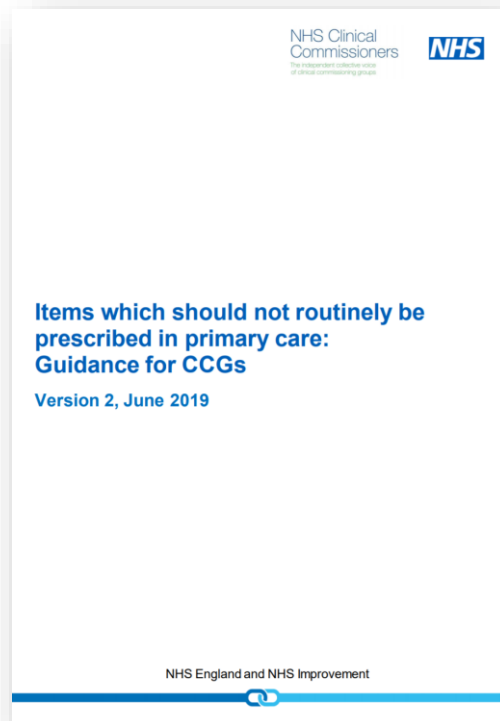 NHS Clinical
Commissioners
The independent collective voice
of clinical commissioning groups
NHS
Items which should not routinely be
prescribed in primary care:
Guidance for CCGs
Version 2, June 2019
NHS England and NHS Improvement